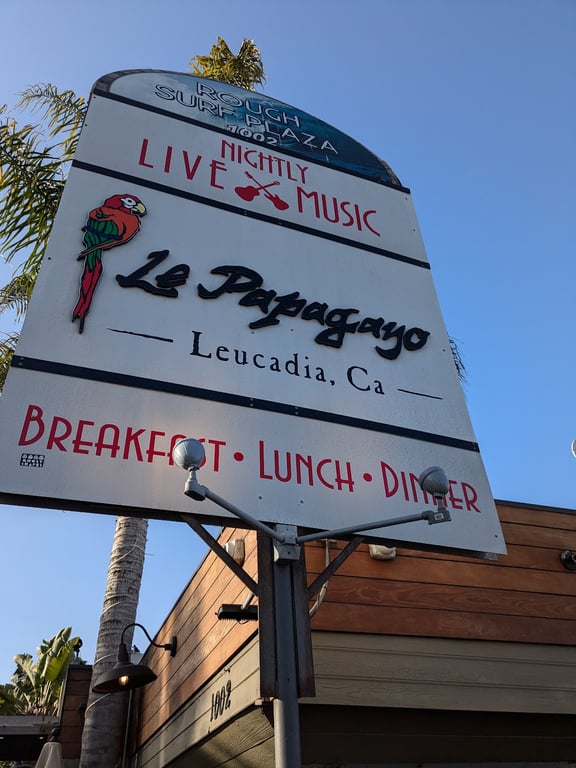 ROUGH
SURF PLAZA
1002
NIGHTLY
LIVE MUSIC
Le Papagayo
Leucadia, Ca
BREAKFAST • LUNCH • DINNER
1002